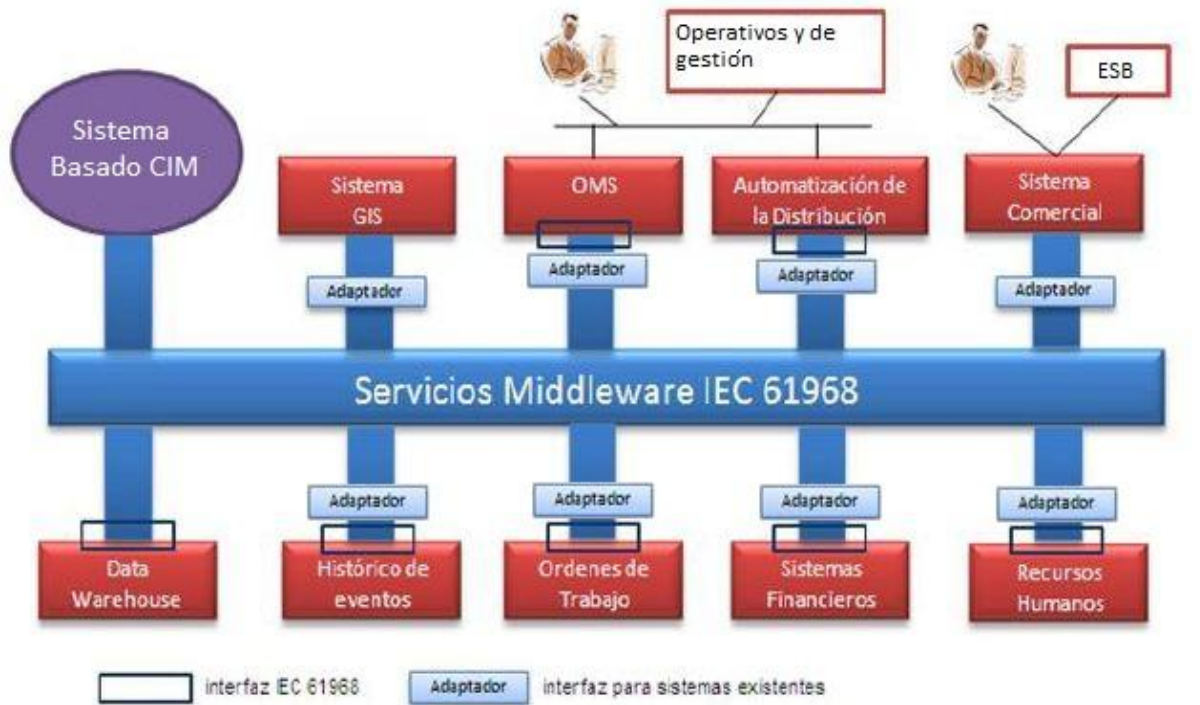 Operativos y de
gestión
ESB
Sistema
Basado CIM
Sistema
GIS
OMS
Automatización de
la Distribución
Sistema
Comercial
Adaptador
Adaptador
Adaptador
Adaptador
Servicios Middleware IEC 61968
Adaptador
Adaptador
Adaptador
Adaptador
Data
Warehouse
Histórico de
eventos
Ordenes de
Trabajo
Sistemas
Financieros
Recursos
Humanos
interfaz IEC 61968
Adaptador
interfaz para sistemas existentes